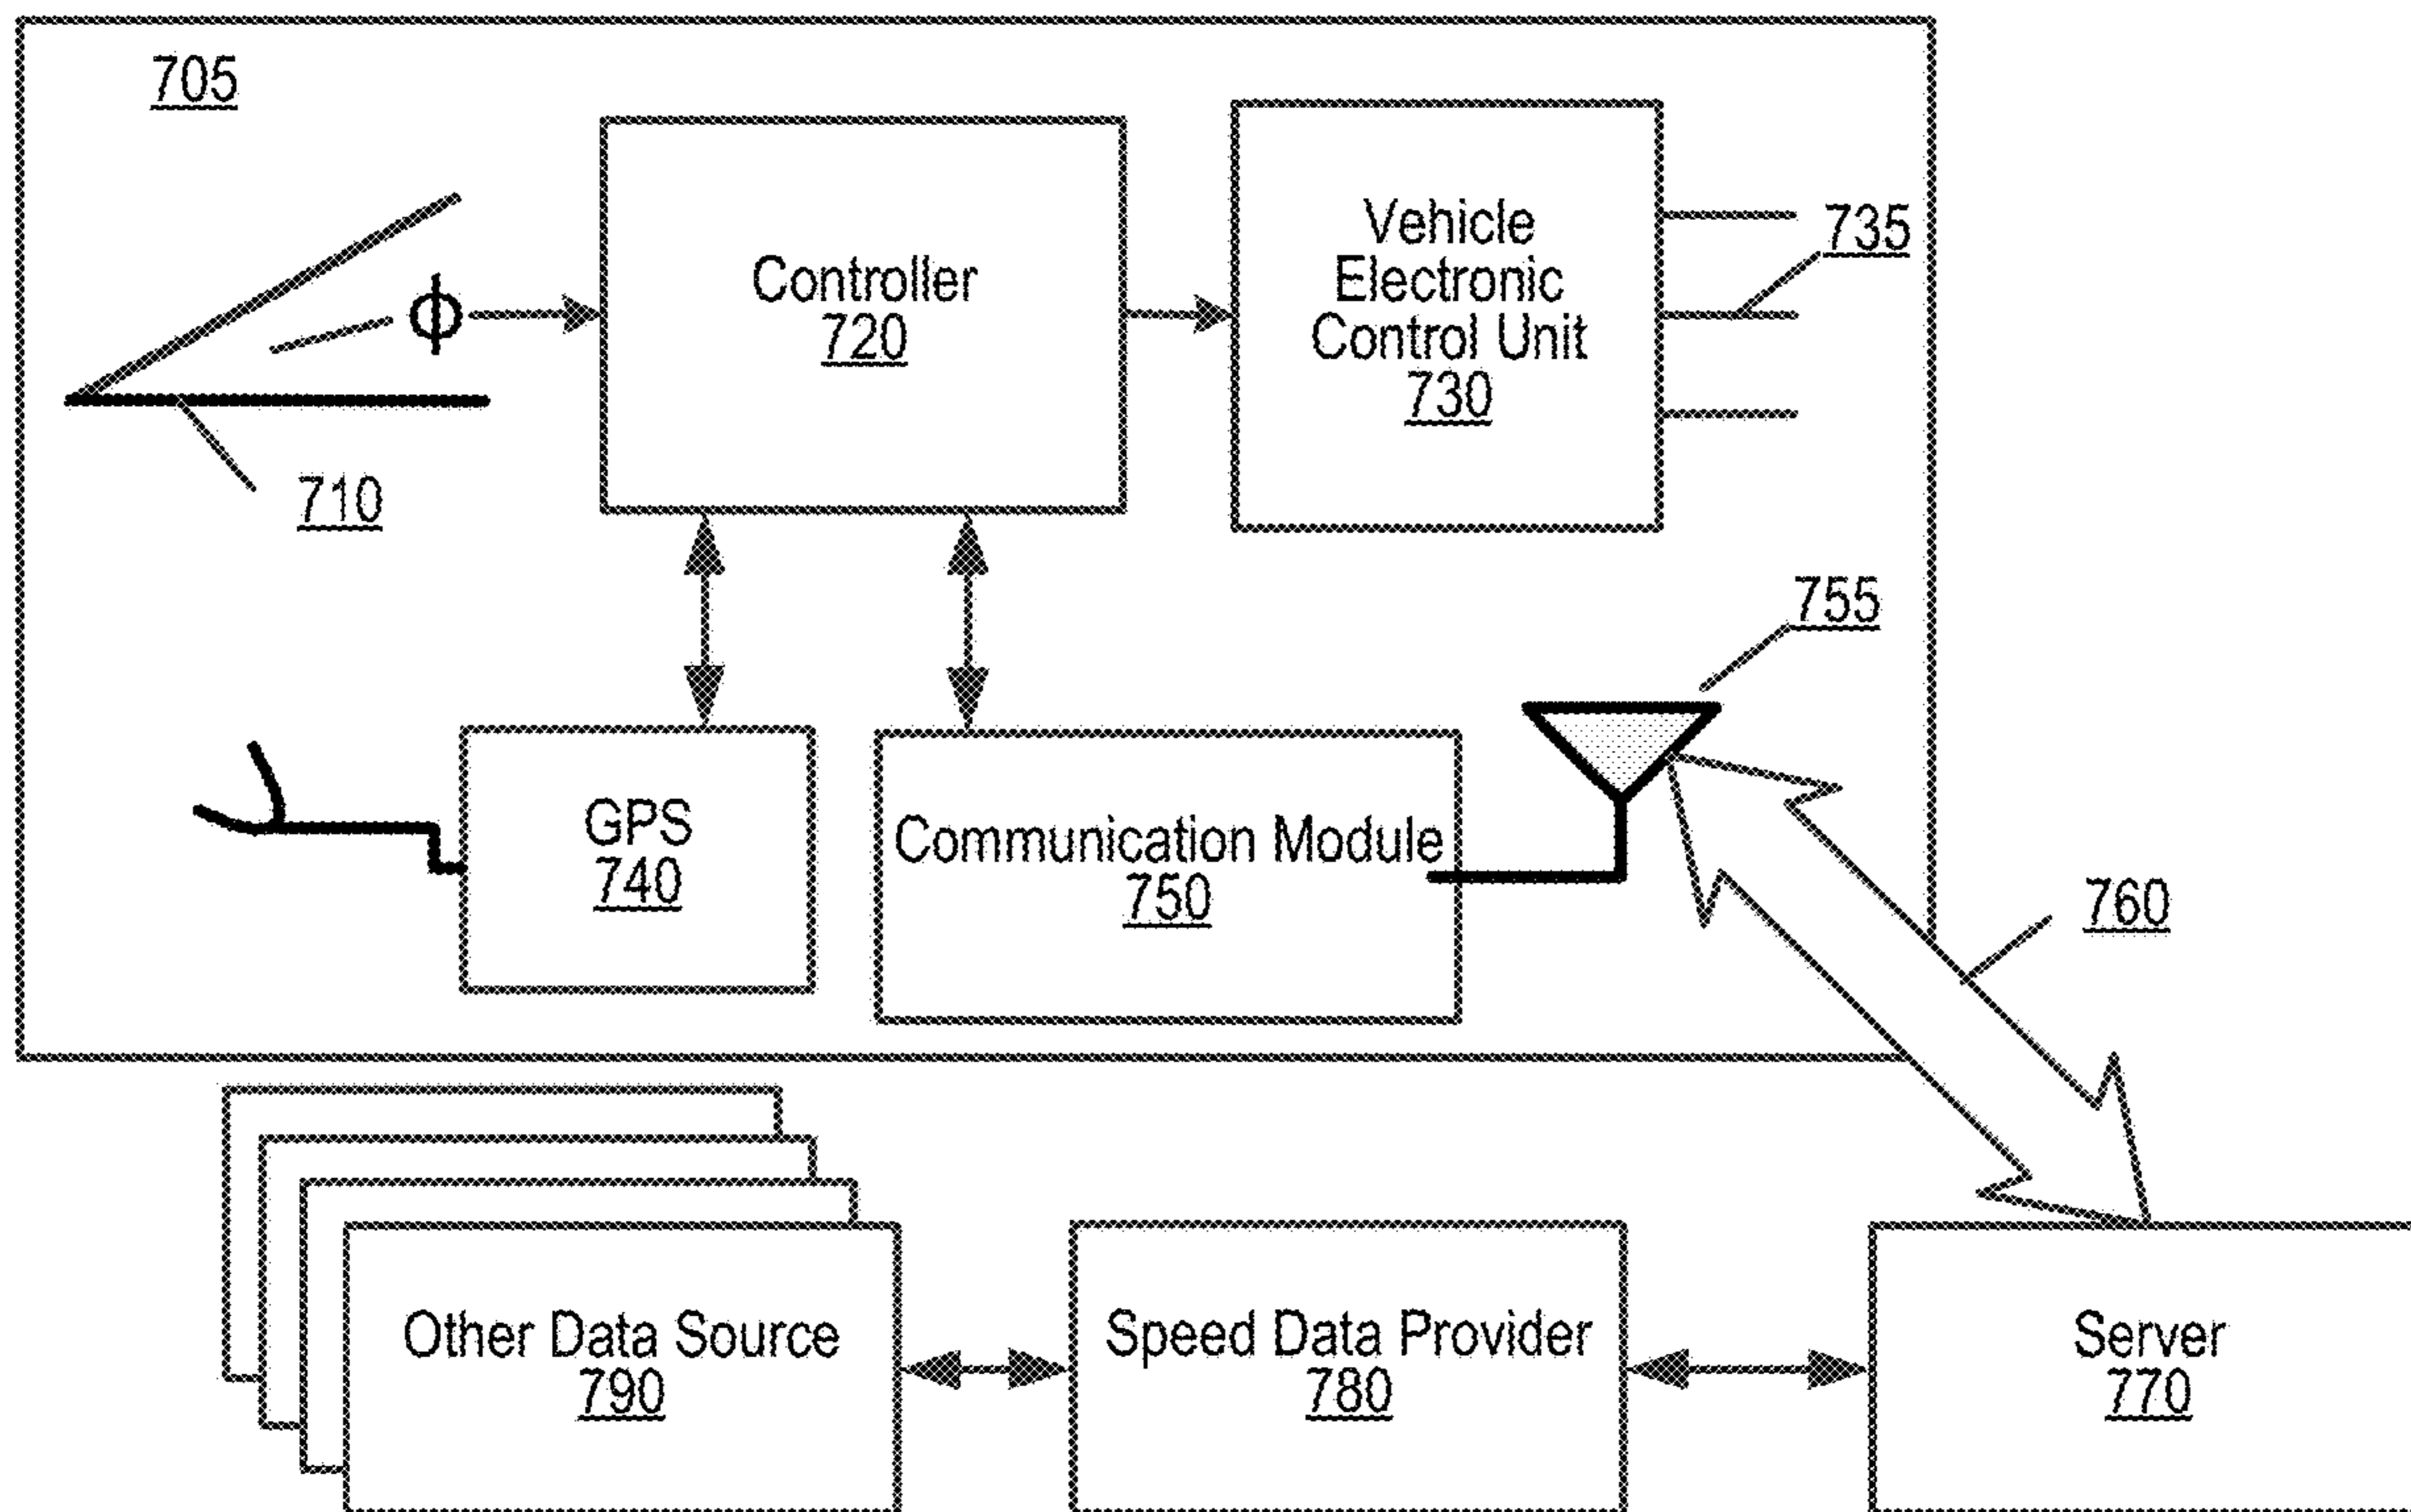 705
Controller
720
Vehicle
Electronic
Control Unit
730
735
ϕ
710
755
GPS
740
Communication Module
750
760
Other Data Source
790
Speed Data Provider
780
Server
770